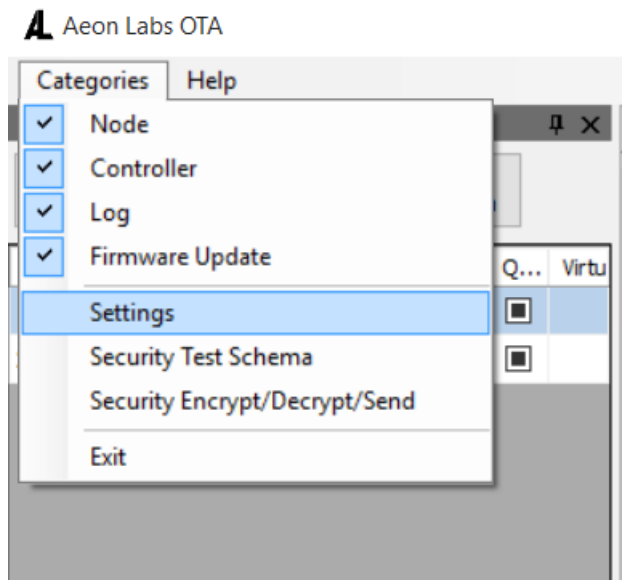 Aeon Labs OTA
Categories Help
Node
Controller
Log
Firmware Update
Q... Virtu
Settings
Security Test Schema
Security Encrypt/Decrypt/Send
Exit